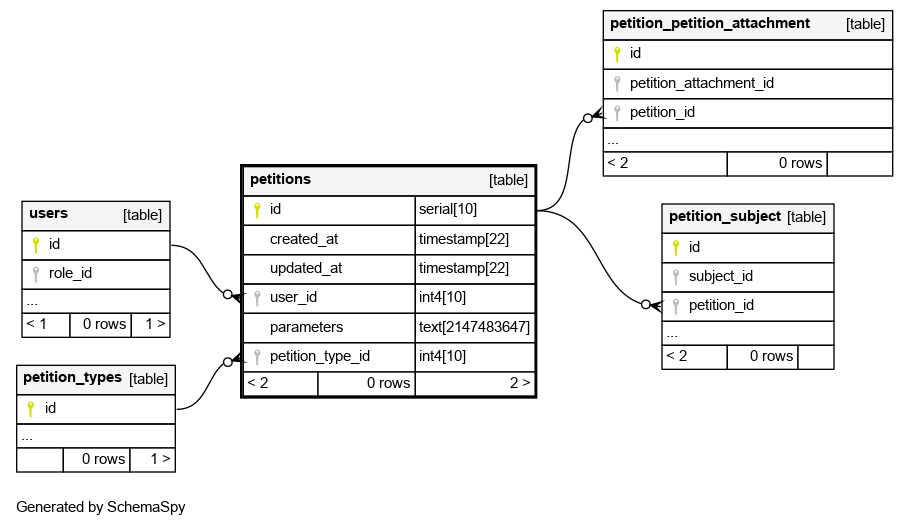 petition_petition_attachment [table]
id
petition_attachment_id
petition_id
...
< 2 0 rows
petitions [table]
id serial[10]
created_at timestamp[22]
updated_at timestamp[22]
user_id int4[10]
parameters text[2147483647]
petition_type_id int4[10]
< 2 0 rows 2 >
users [table]
id
role_id
...
< 1 0 rows 1 >
petition_subject [table]
id
subject_id
petition_id
...
< 2 0 rows
petition_types [table]
id
...
0 rows 1 >
Generated by SchemaSpy